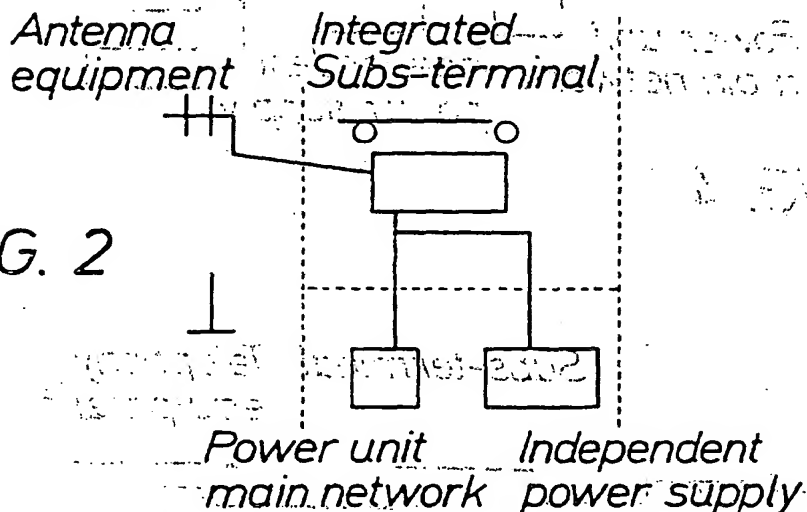 Antenna equipment
Integrated Subs-terminal
G. 2
Power unit main network
Independent power supply